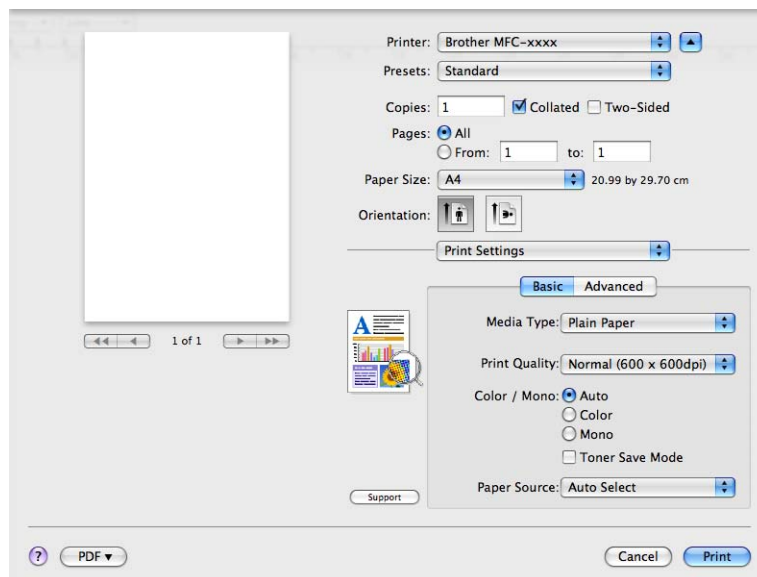 Printer: Brother MFC-xxxx
Presets: Standard
Copies: 1 Collated Two-Sided
Pages: All
From: 1 to: 1
Paper Size: A4 20.99 by 29.70 cm
Orientation:
Print Settings
Basic Advanced
1 of 1
A
Media Type: Plain Paper
Print Quality: Normal (600 x 600dpi)
Color / Mono: Auto
Color
Mono
Toner Save Mode
Support
Paper Source: Auto Select
? PDF
Cancel Print